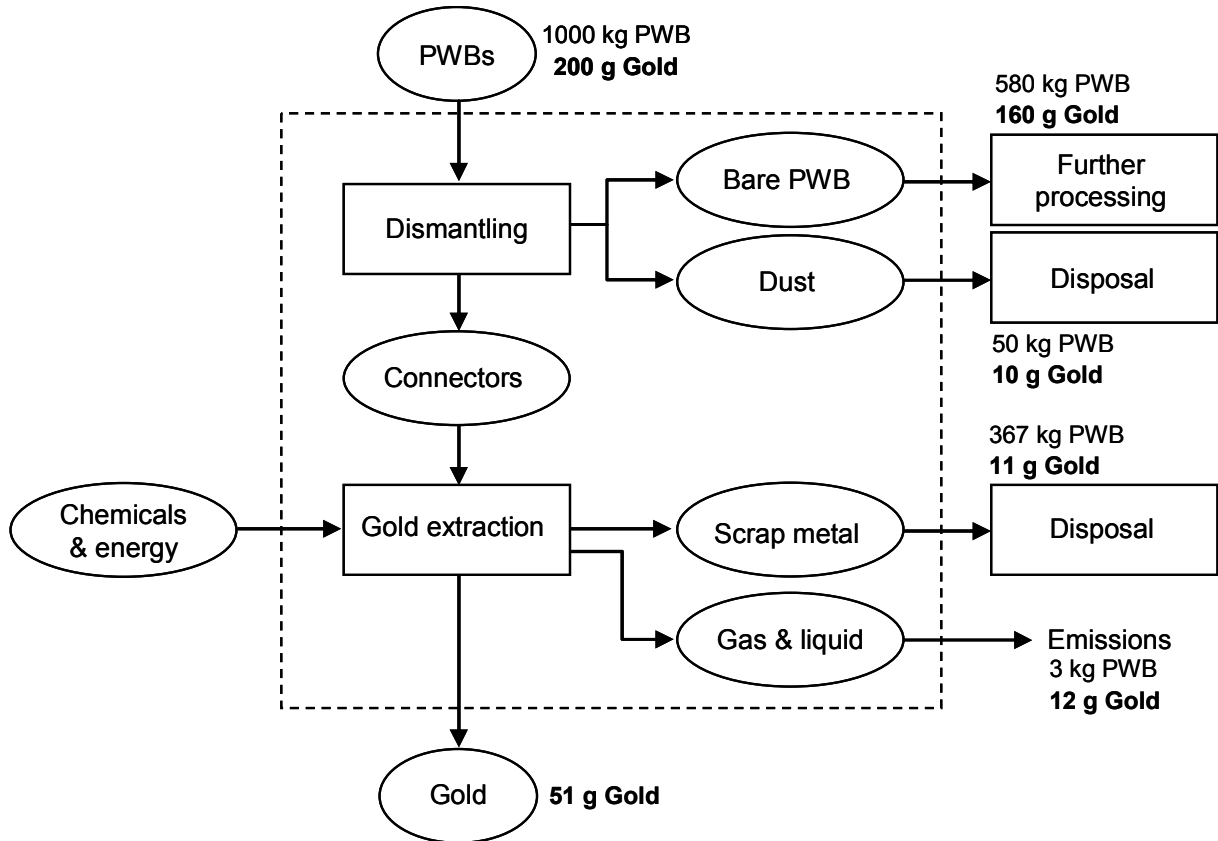 PWBs
1000 kg PWB
200 g Gold
580 kg PWB
160 g Gold
Bare PWB
Further
processing
Dismantling
Dust
Disposal
50 kg PWB
10 g Gold
Connectors
367 kg PWB
11 g Gold
Chemicals
& energy
Gold extraction
Scrap metal
Disposal
Gas & liquid
Emissions
3 kg PWB
12 g Gold
Gold
51 g Gold